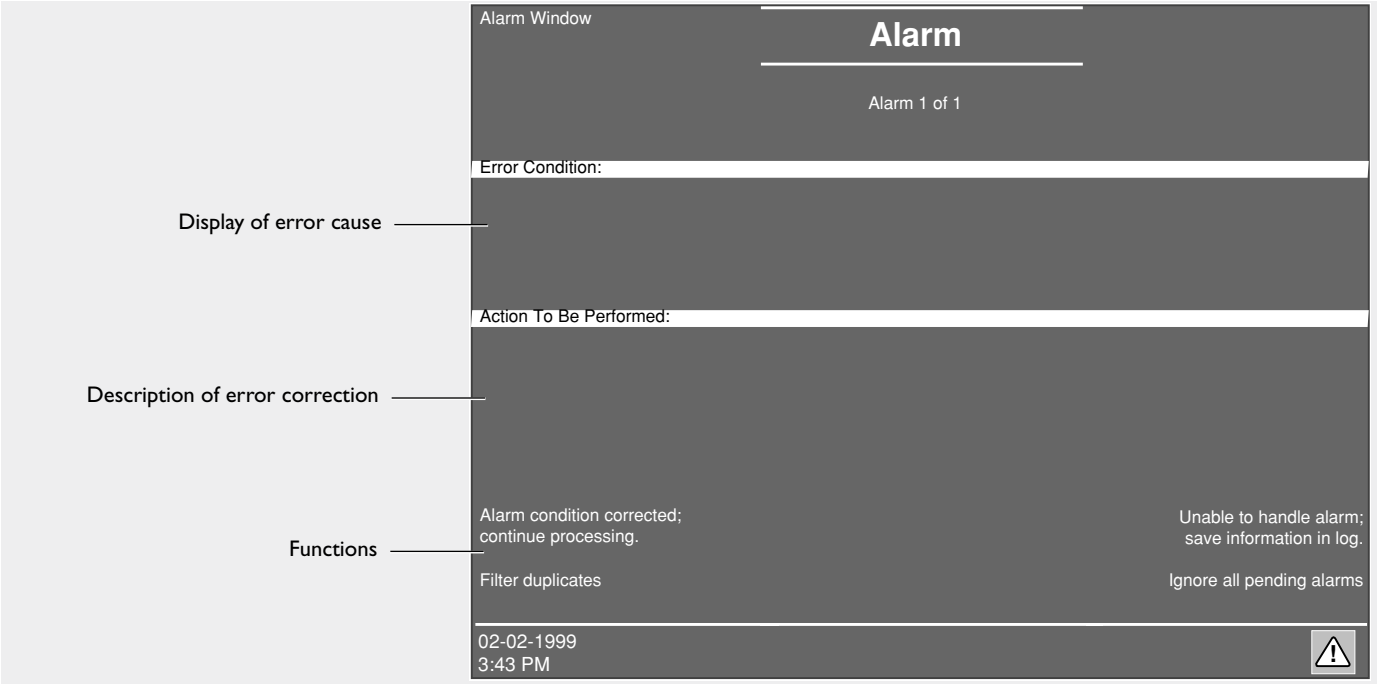 Alarm Window
Alarm
Alarm 1 of 1
Error Condition:
Display of error cause
Action To Be Performed:
Description of error correction
Alarm condition corrected;
continue processing.
Unable to handle alarm;
save information in log.
Functions
Filter duplicates
Ignore all pending alarms
02-02-1999
3:43 PM